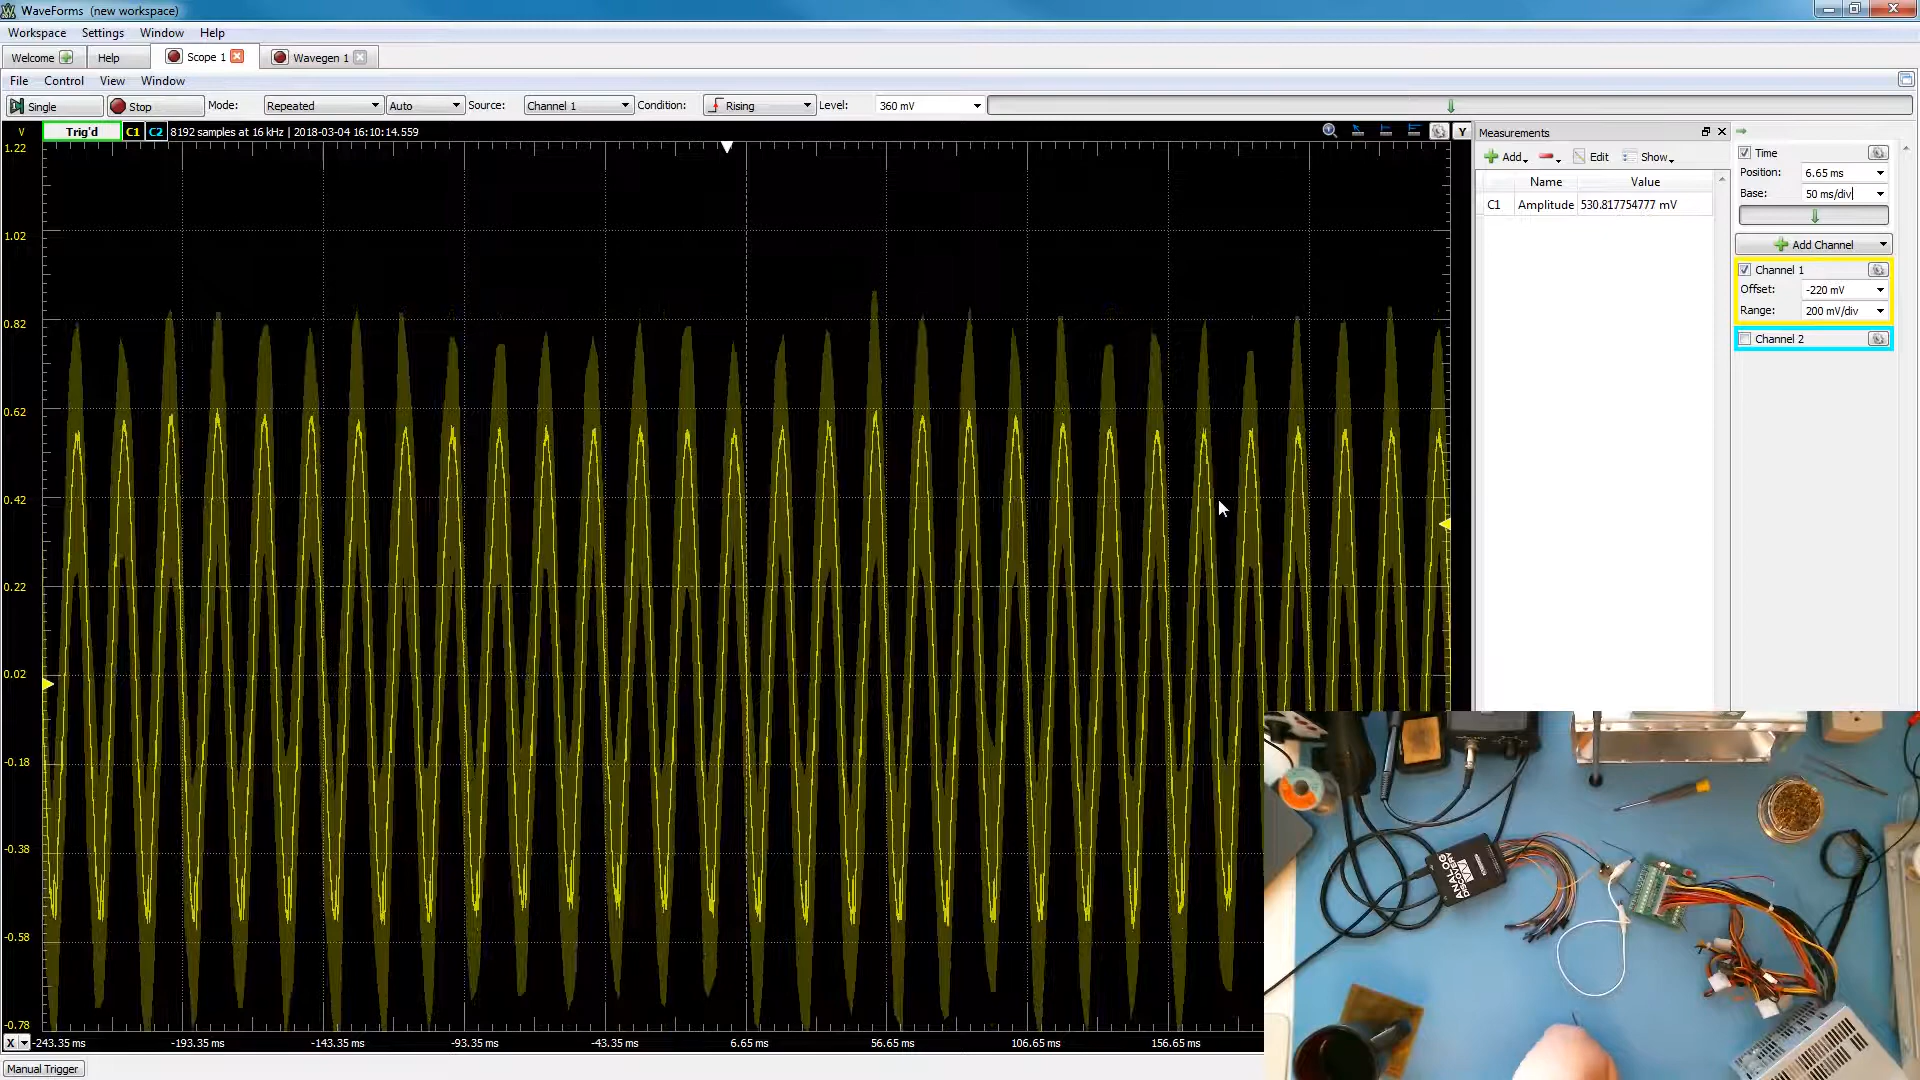 WaveForms (new workspace)
Workspace Settings Window Help
Welcome Help Scope 1 Wavegen 1
File Control View Window
Single Stop Mode: Repeated Auto Source: Channel 1 Condition: Rising Level: 360 mV
V Trig'd C1 C2 8192 samples at 16 kHz | 2018-03-04 16:10:14.559 Y
Measurements
Add Edit Show
Name Value
C1 Amplitude 530.817754777 mV
Time
Position: 6.65 ms
Base: 50 ms/div
Add Channel
Channel 1
Offset: -220 mV
Range: 200 mV/div
Channel 2
1.22
1.02
0.82
0.62
0.42
0.22
0.02
-0.18
-0.38
-0.58
-0.78
X -243.35 ms -193.35 ms -143.35 ms -93.35 ms -43.35 ms 6.65 ms 56.65 ms 106.65 ms 156.65 ms
Manual Trigger
ANALOG
DISCOVERY